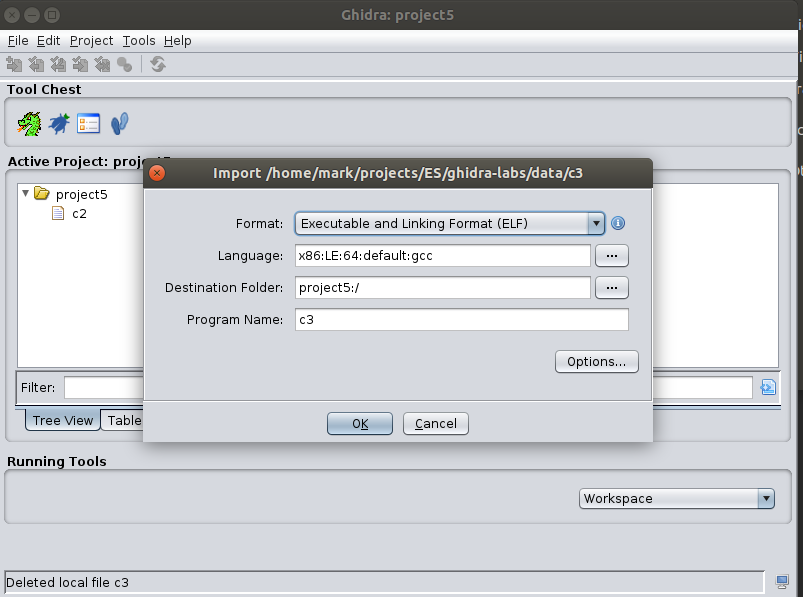 Ghidra: project5
File Edit Project Tools Help
Tool Chest
Active Project: project5
project5
c2
Import /home/mark/projects/ES/ghidra-labs/data/c3
Format: Executable and Linking Format (ELF)
Language: x86:LE:64:default:gcc ...
Destination Folder: project5:/ ...
Program Name: c3
Options...
OK Cancel
Filter:
Tree View Table
Running Tools
Workspace
Deleted local file c3